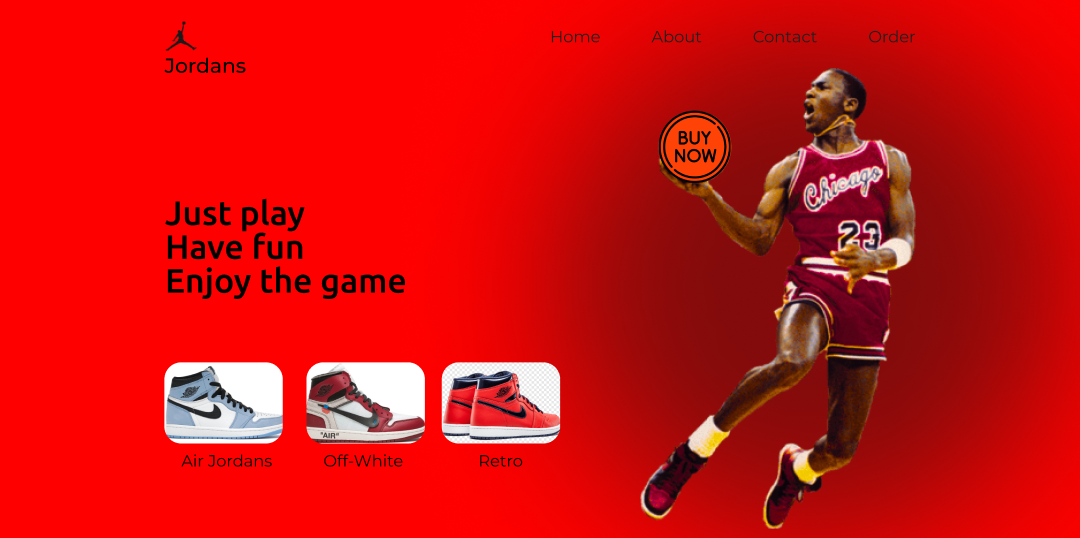 Jordans
Home About Contact Order
BUY
NOW
Chicago
23
Just play
Have fun
Enjoy the game
"AIR"
Air Jordans
Off-White
Retro